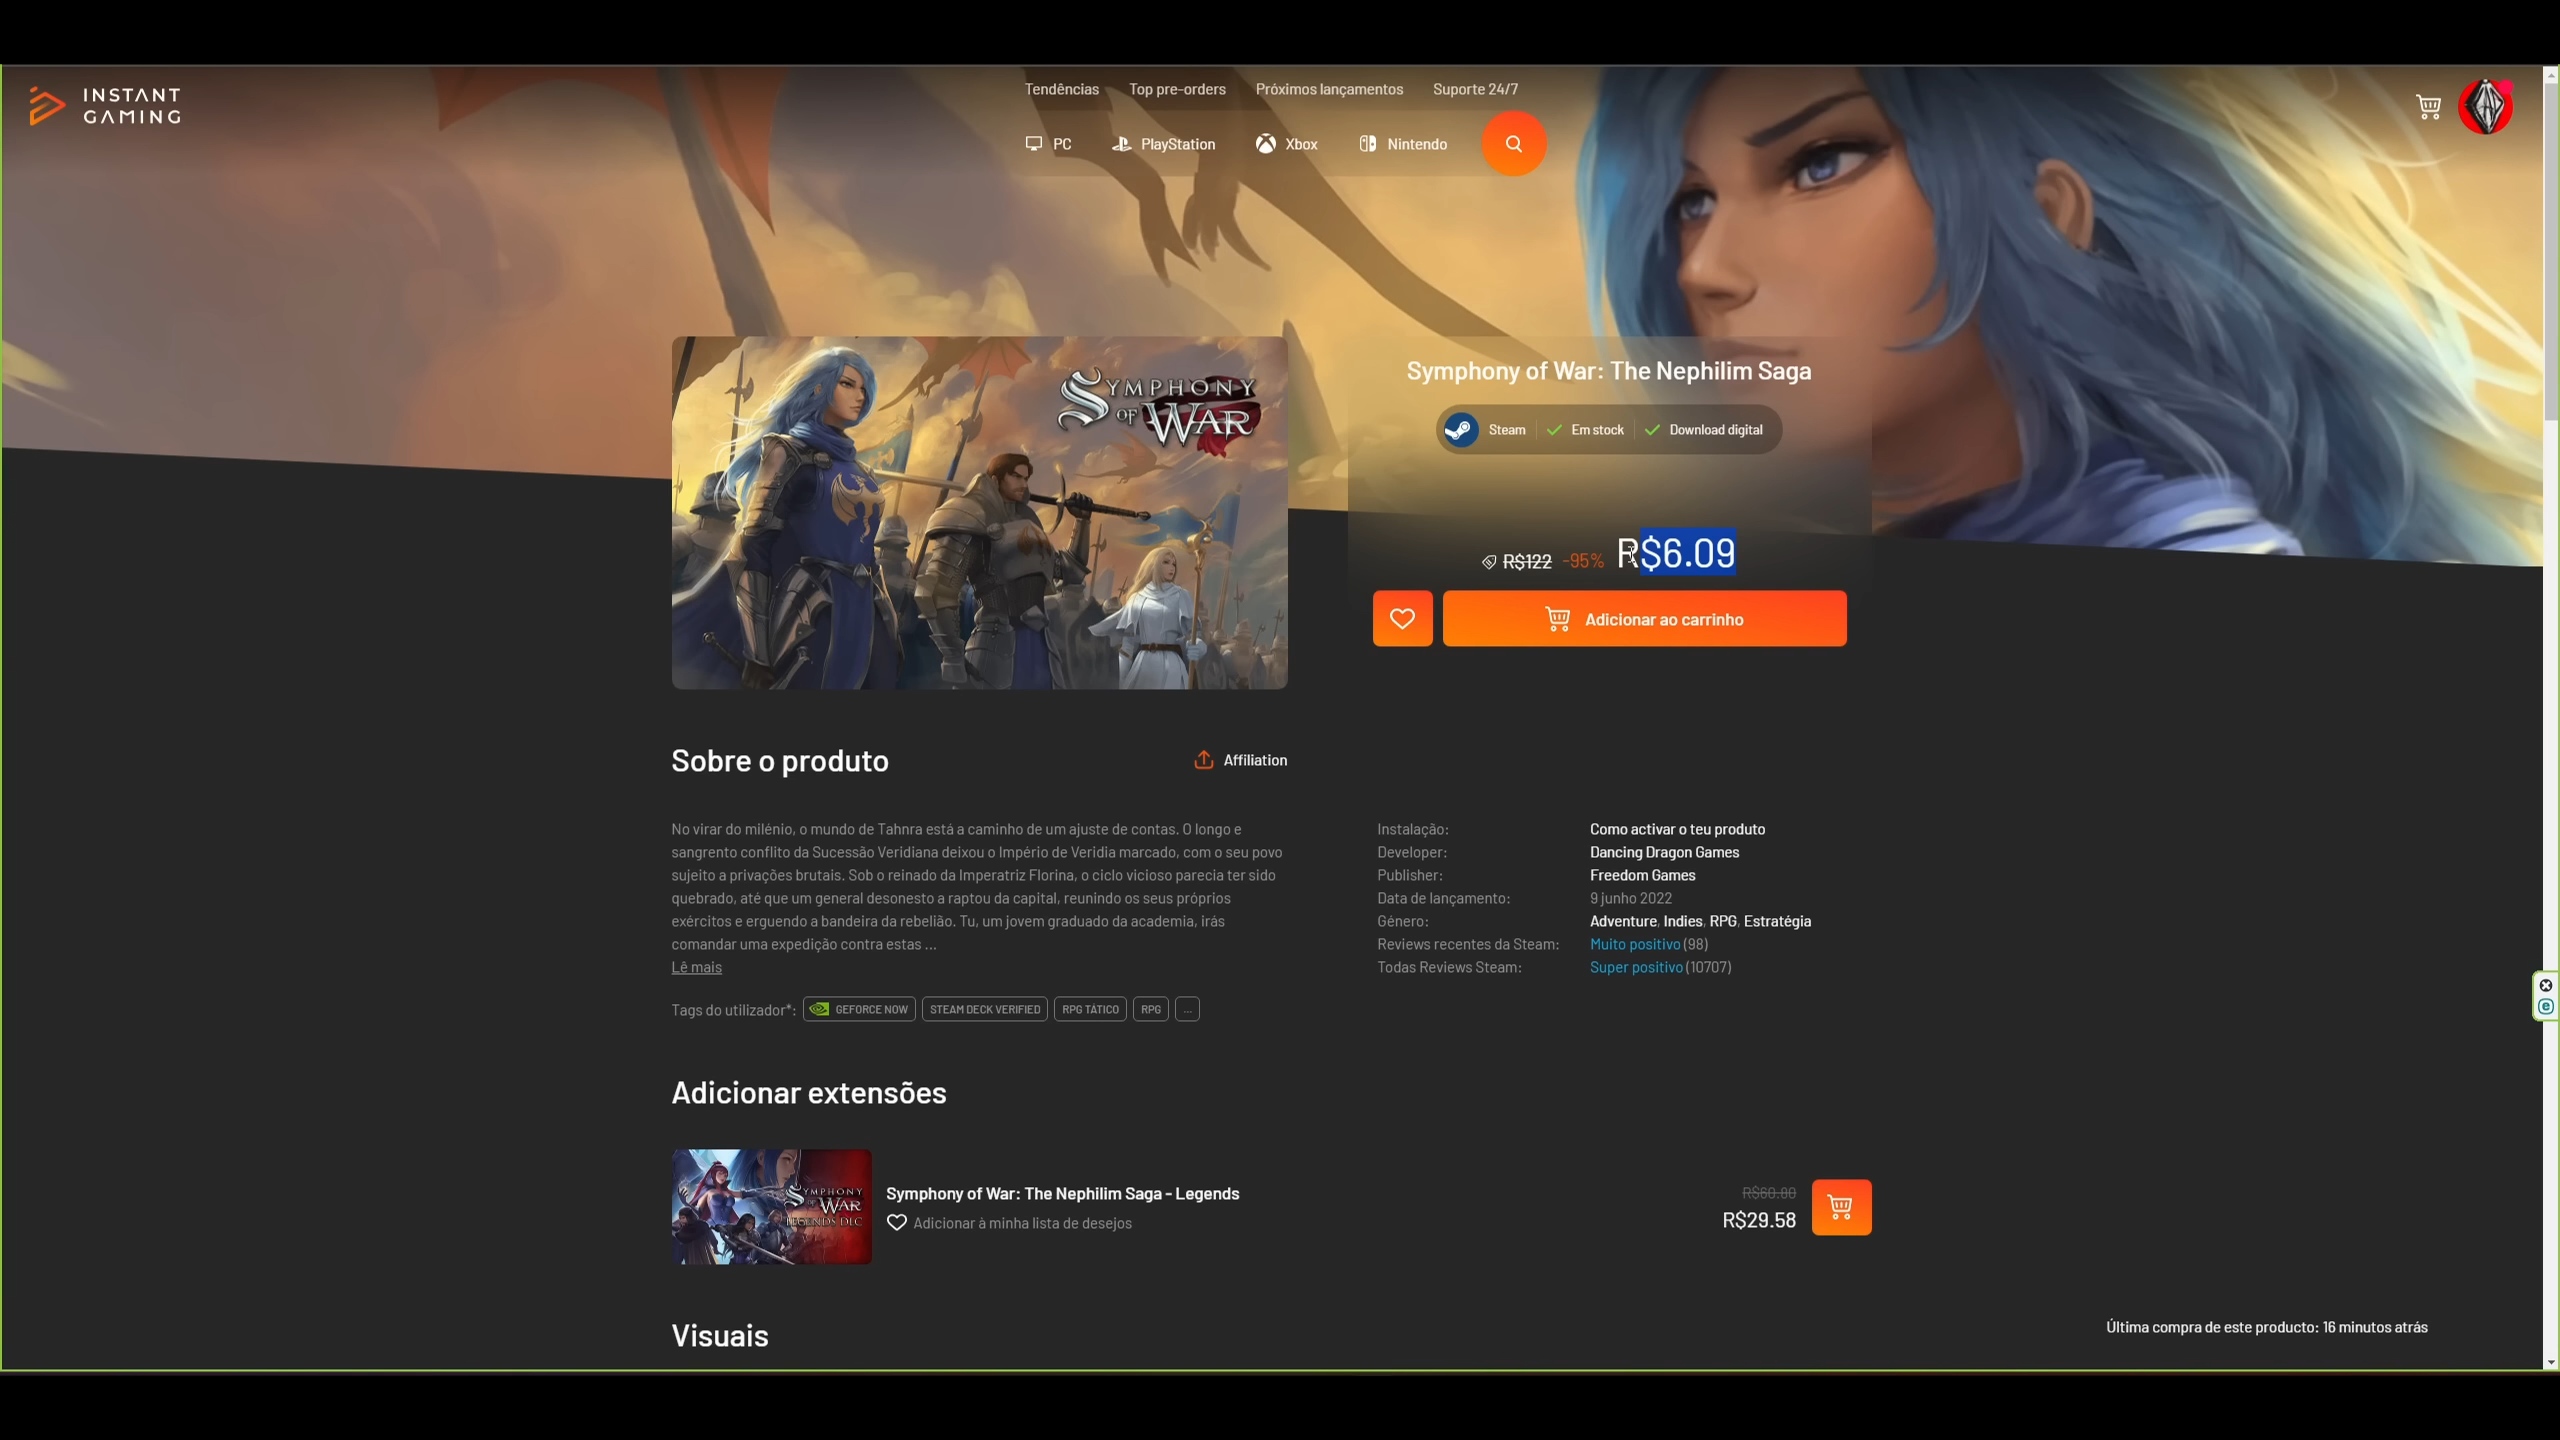 INSTANT
GAMING
Tendências
Top pre-orders
Próximos lançamentos
Suporte 24/7
PC
PlayStation
Xbox
Nintendo
SYMPHONY
OF WAR
Symphony of War: The Nephilim Saga
Steam
Em stock
Download digital
R$122
-95%
R$6.09
Adicionar ao carrinho
Sobre o produto
Affiliation
No virar do milénio, o mundo de Tahnra está a caminho de um ajuste de contas. O longo e
sangrento conflito da Sucessão Veridiana deixou o Império de Veridia marcado, com o seu povo
sujeito a privações brutais. Sob o reinado da Imperatriz Florina, o ciclo vicioso parecia ter sido
quebrado, até que um general desonesto a raptou da capital, reunindo os seus próprios
exércitos e erguendo a bandeira da rebelião. Tu, um jovem graduado da academia, irás
comandar uma expedição contra estas ...
Lê mais
Tags do utilizador*:
GEFORCE NOW
STEAM DECK VERIFIED
RPG TÁTICO
RPG
...
Instalação: Como activar o teu produto
Developer: Dancing Dragon Games
Publisher: Freedom Games
Data de lançamento: 9 junho 2022
Género: Adventure, Indies, RPG, Estratégia
Reviews recentes da Steam: Muito positivo (98)
Todas Reviews Steam: Super positivo (10707)
Adicionar extensões
SYMPHONY
OF WAR
LEGENDS DLC
Symphony of War: The Nephilim Saga - Legends
Adicionar à minha lista de desejos
R$29.58
Visuais
Última compra de este producto: 16 minutos atrás